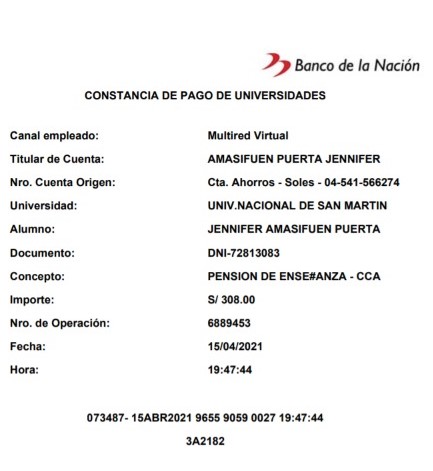 Banco de la Nación
CONSTANCIA DE PAGO DE UNIVERSIDADES
Canal empleado: Multired Virtual
Titular de Cuenta: AMASIFUEN PUERTA JENNIFER
Nro. Cuenta Origen: Cta. Ahorros - Soles - 04-541-566274
Universidad: UNIV.NACIONAL DE SAN MARTIN
Alumno: JENNIFER AMASIFUEN PUERTA
Documento: DNI-72813083
Concepto: PENSION DE ENSE#ANZA - CCA
Importe: S/ 308.00
Nro. de Operación: 6889453
Fecha: 15/04/2021
Hora: 19:47:44
073487- 15ABR2021 9655 9059 0027 19:47:44
3A2182